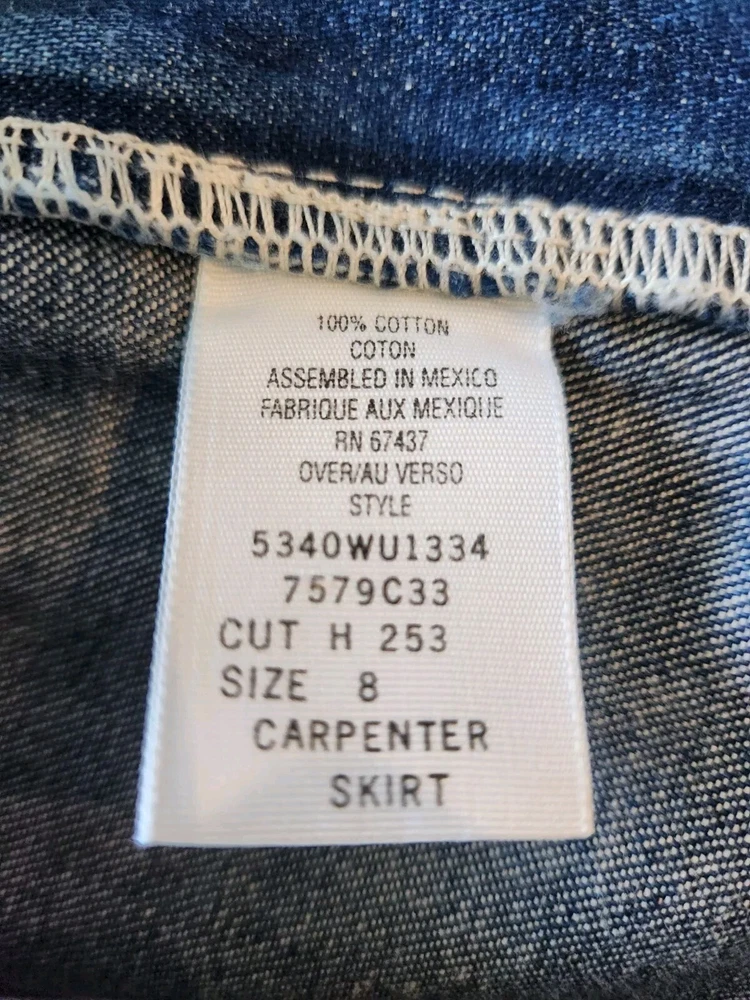 100% COTTON
COTON
ASSEMBLED IN MEXICO
FABRIQUE AUX MEXIQUE
RN 67437
OVER/AU VERSO
STYLE
5340WU1334
7579C33
CUT H 253
SIZE 8
CARPENTER
SKIRT